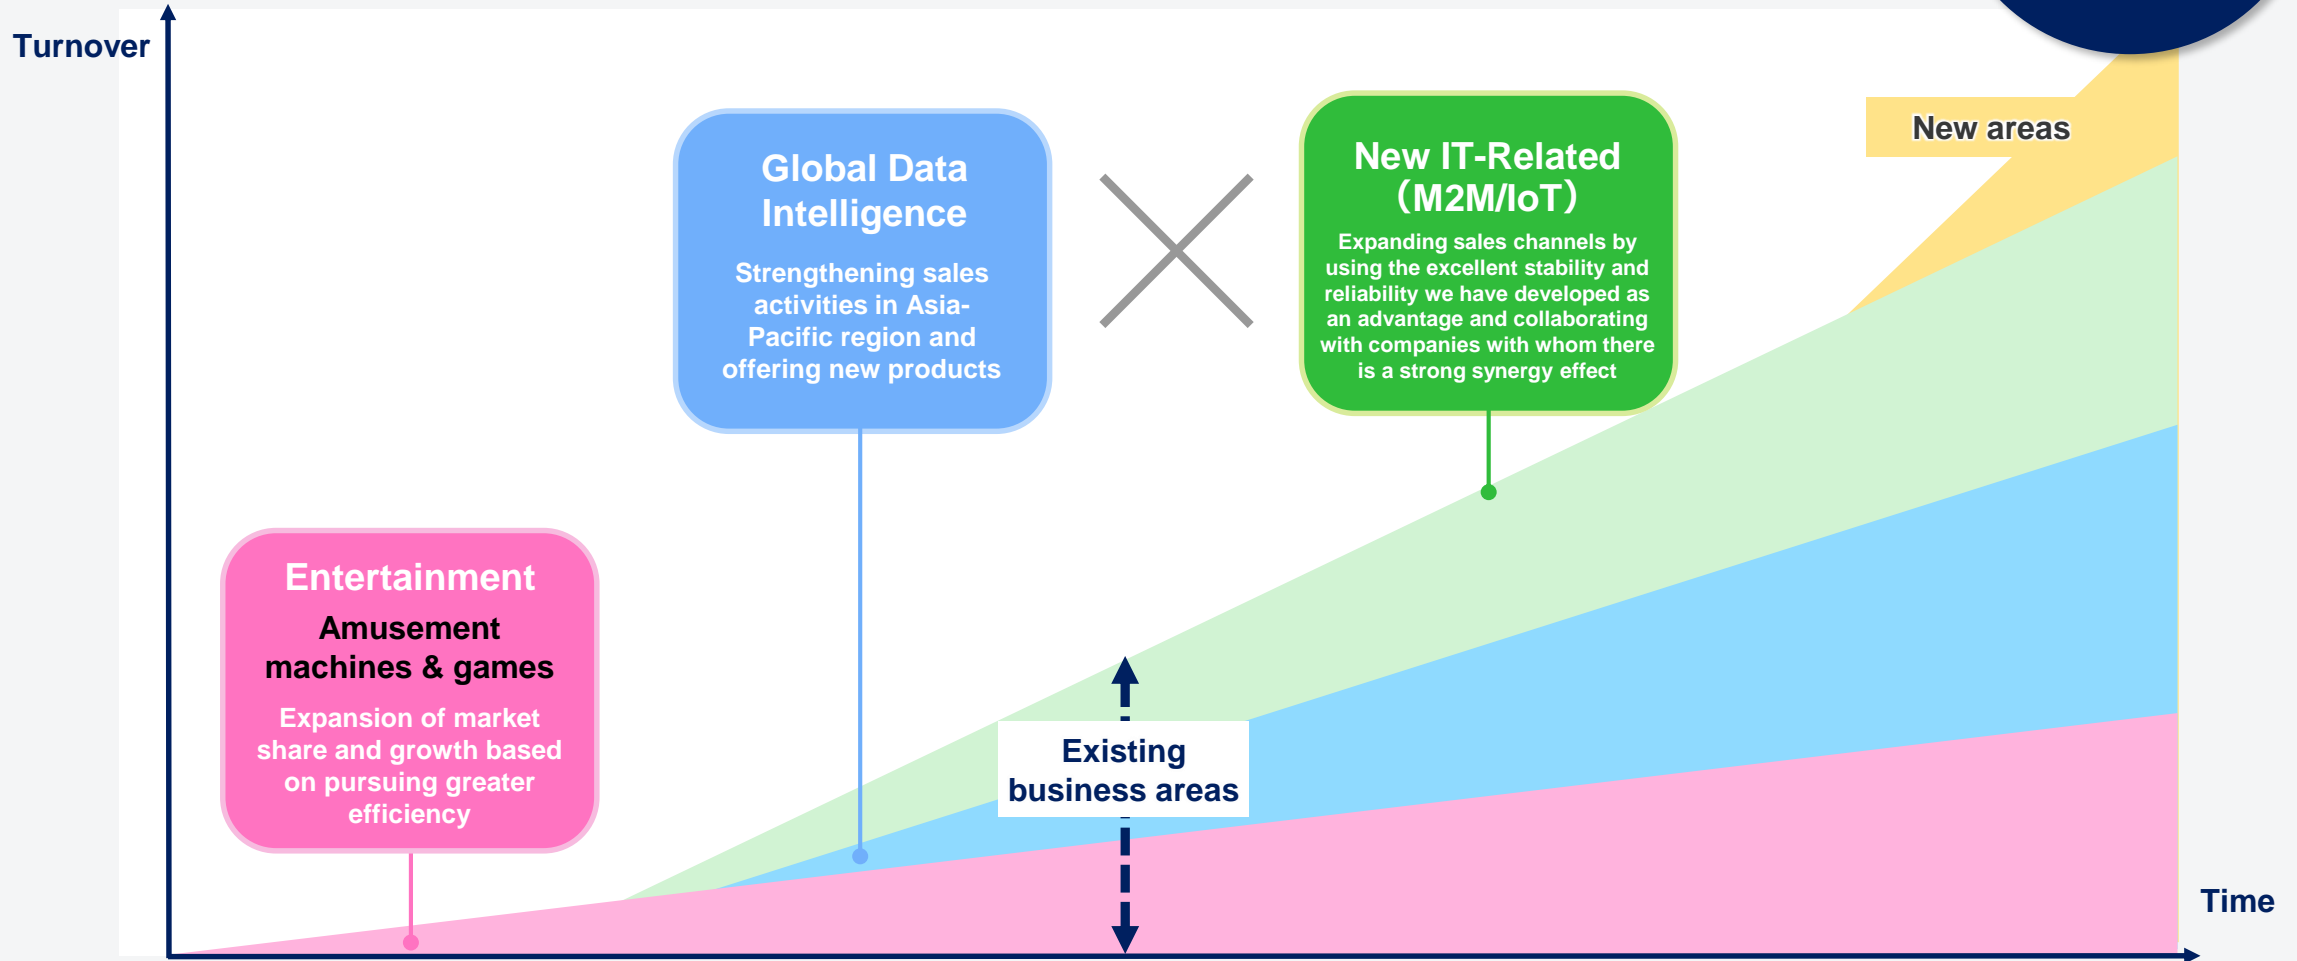 Turnover
Global Data
Intelligence
Strengthening sales
activities in Asia-
Pacific region and
offering new products
New IT-Related
（M2M/IoT）
Expanding sales channels by
using the excellent stability and
reliability we have developed as
an advantage and collaborating
with companies with whom there
is a strong synergy effect
New areas
Entertainment
Amusement
machines & games
Expansion of market
share and growth based
on pursuing greater
efficiency
Existing
business areas
Time